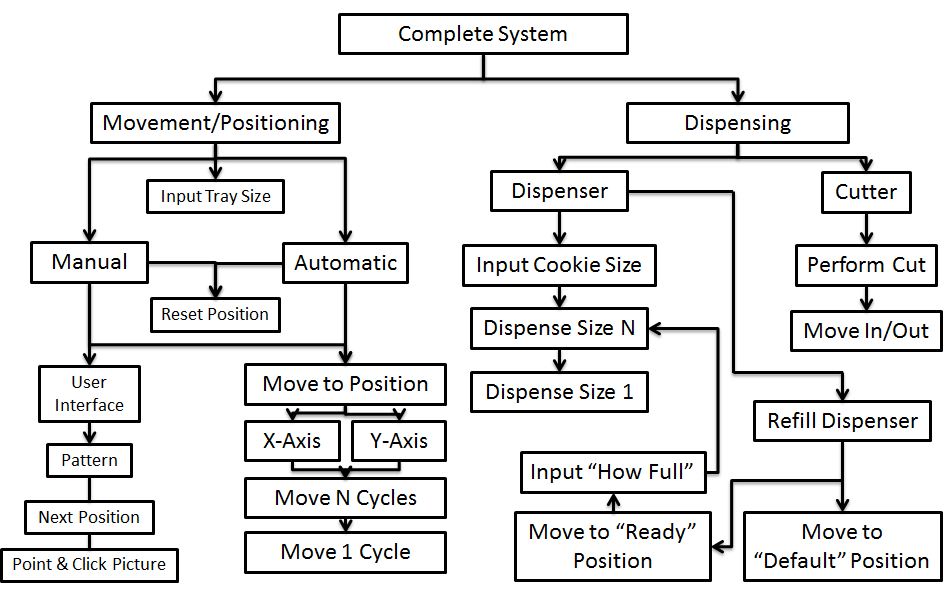 Complete System
Movement/Positioning
Dispensing
Input Tray Size
Dispenser
Cutter
Manual
Automatic
Input Cookie Size
Perform Cut
Reset Position
Dispense Size N
Move In/Out
User
Interface
Move to Position
Dispense Size 1
X-Axis
Y-Axis
Refill Dispenser
Pattern
Input “How Full”
Move N Cycles
Next Position
Move to “Ready”
Position
Move to
“Default” Position
Move 1 Cycle
Point & Click Picture